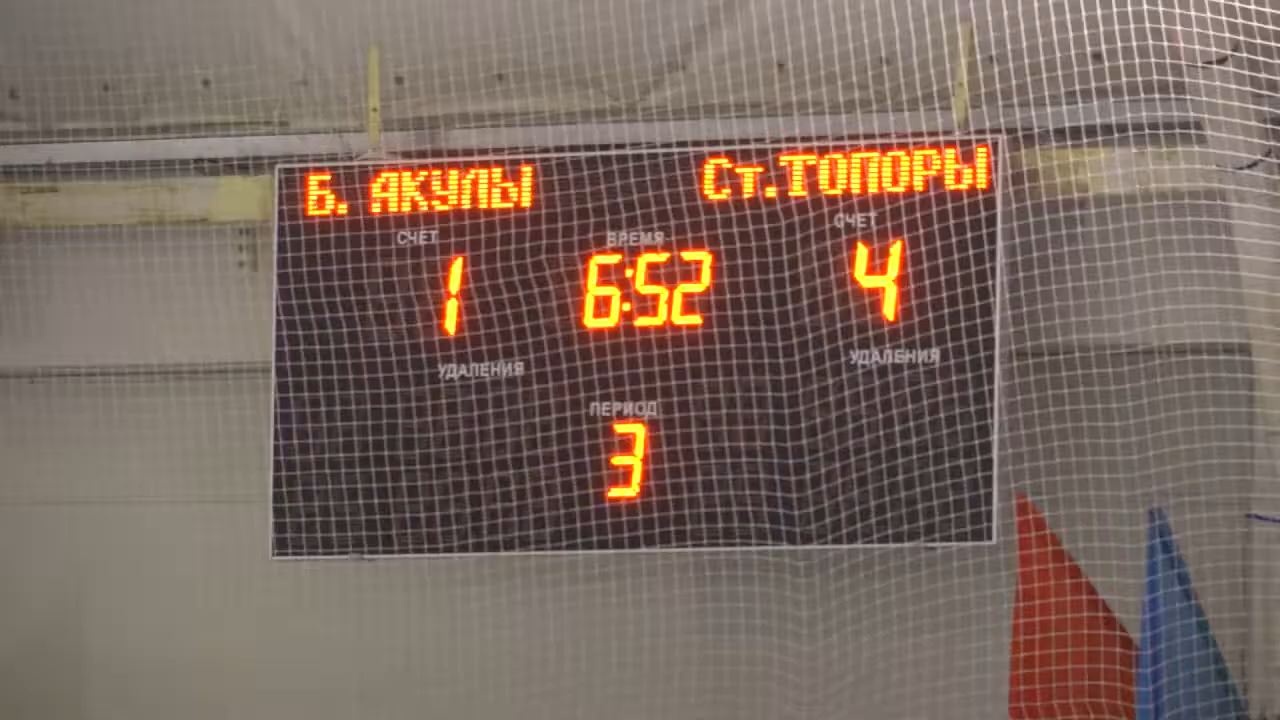 Б. АКУЛЫ Ст.ТОПОРЫ
СЧЕТ ВРЕМЯ СЧЕТ
1 6:52 4
УДАЛЕНИЯ УДАЛЕНИЯ
ПЕРИОД
3